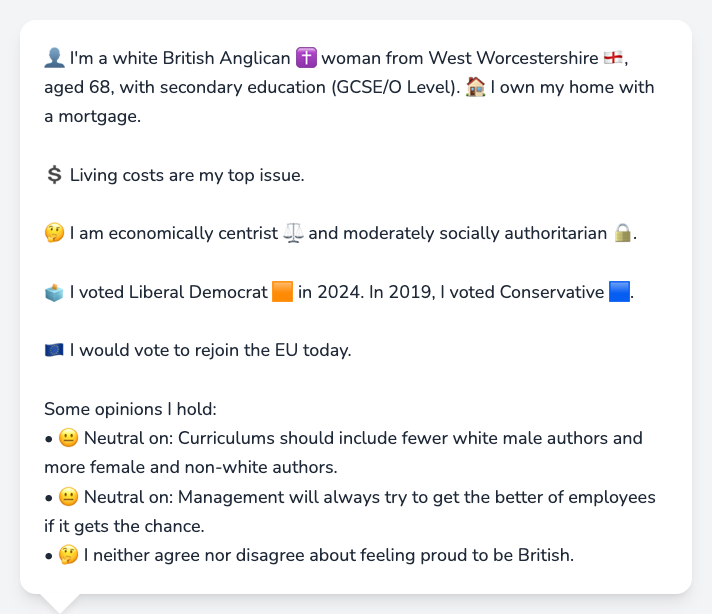 👤 I'm a white British Anglican ✝️ woman from West Worcestershire 🏴󠁧󠁢󠁥󠁮󠁧󠁿,
aged 68, with secondary education (GCSE/O Level). 🏠 I own my home with
a mortgage.
💲 Living costs are my top issue.
🤔 I am economically centrist ⚖️ and moderately socially authoritarian 🔒.
🗳️ I voted Liberal Democrat 🟧 in 2024. In 2019, I voted Conservative 🟦.
🇪🇺 I would vote to rejoin the EU today.
Some opinions I hold:
• 😐 Neutral on: Curriculums should include fewer white male authors and
more female and non-white authors.
• 😐 Neutral on: Management will always try to get the better of employees
if it gets the chance.
• 🤔 I neither agree nor disagree about feeling proud to be British.